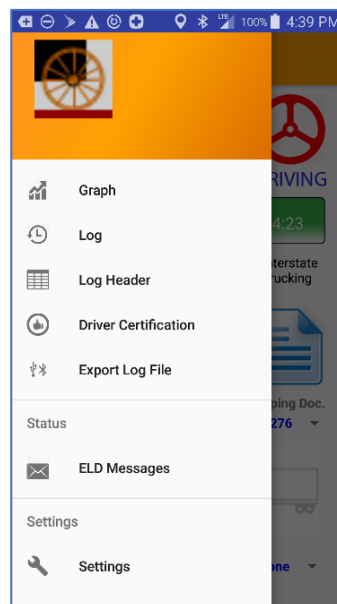 LTE 100% 4:39 PM
RIVING
Graph
4:23
Log
terstate
rucking
Log Header
Driver Certification
Export Log File
ping Doc.
Status
276
ELD Messages
Settings
Settings
one